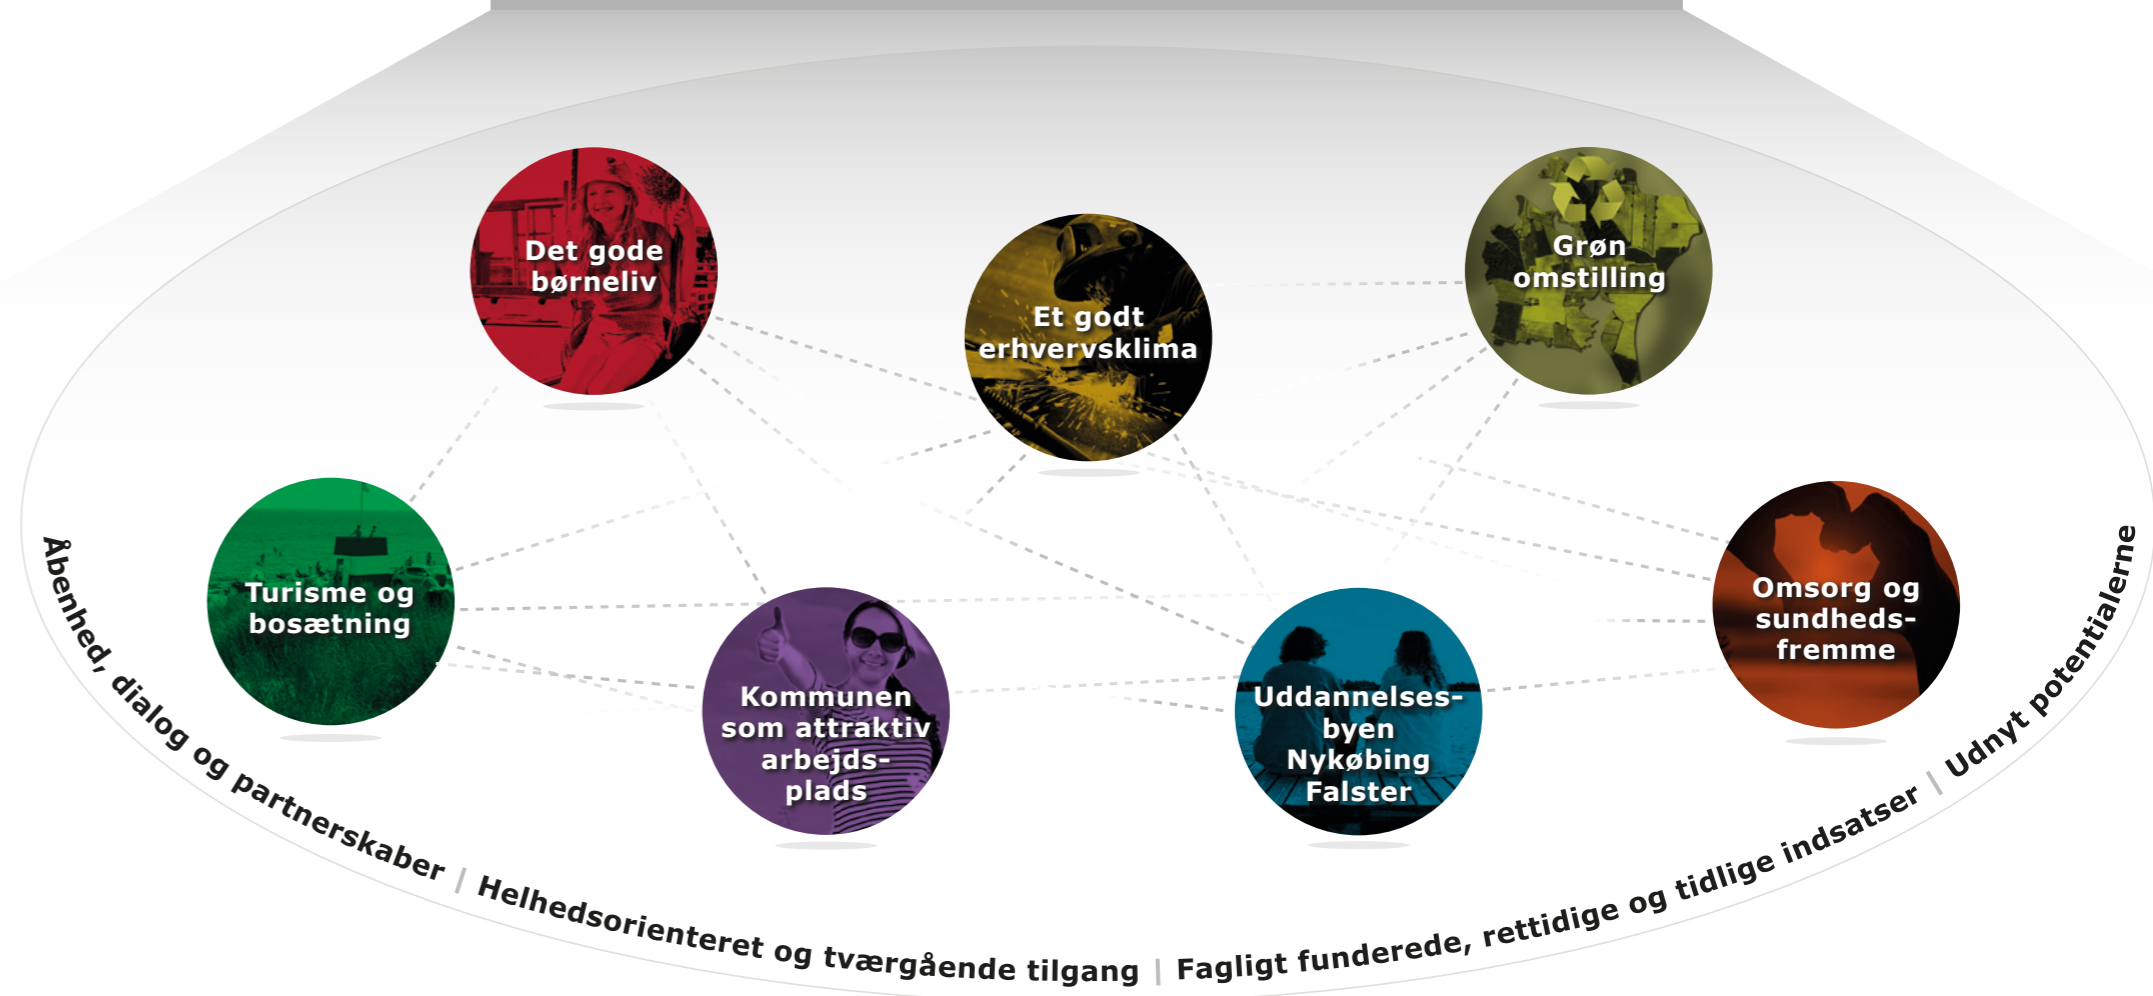 Det gode
børneliv
Et godt
erhvervsklima
Grøn
omstilling
Turisme og
bosætning
Kommunen
som attraktiv
arbejds-
plads
Uddannelses-
byen
Nykøbing
Falster
Omsorg og
sundheds-
fremme
Åbenhed, dialog og partnerskaber | Helhedsorienteret og tværgående tilgang | Fagligt funderede, rettidige og tidlige indsatser | Udnyt potentialerne